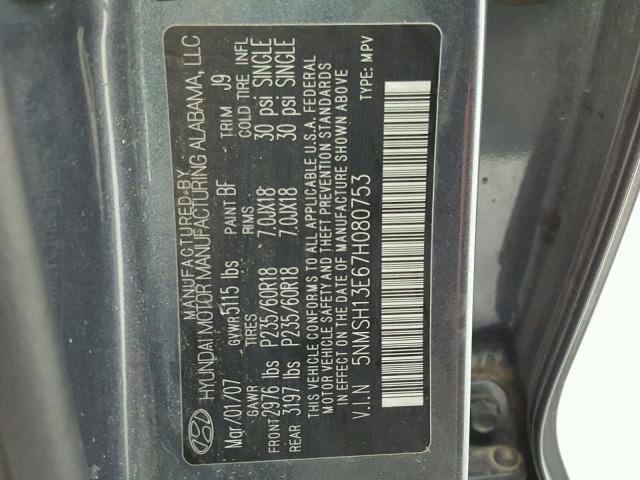 MANUFACTURED BY
HYUNDAI MOTOR MANUFACTURING ALABAMA, LLC
Mar/01/07 GVWR 5115 lbs PAINT BF TRIM J9
GAWR TIRES RIMS COLD TIRE INFL
FRONT 2976 lbs P235/60R18 7.0JX18 30 psi SINGLE
REAR 3197 lbs P235/60R18 7.0JX18 30 psi SINGLE
THIS VEHICLE CONFORMS TO ALL APPLICABLE U.S.A. FEDERAL
MOTOR VEHICLE SAFETY AND THEFT PREVENTION STANDARDS
IN EFFECT ON THE DATE OF MANUFACTURE SHOWN ABOVE
V.I.N 5NMSH13E67H080753 TYPE: MPV